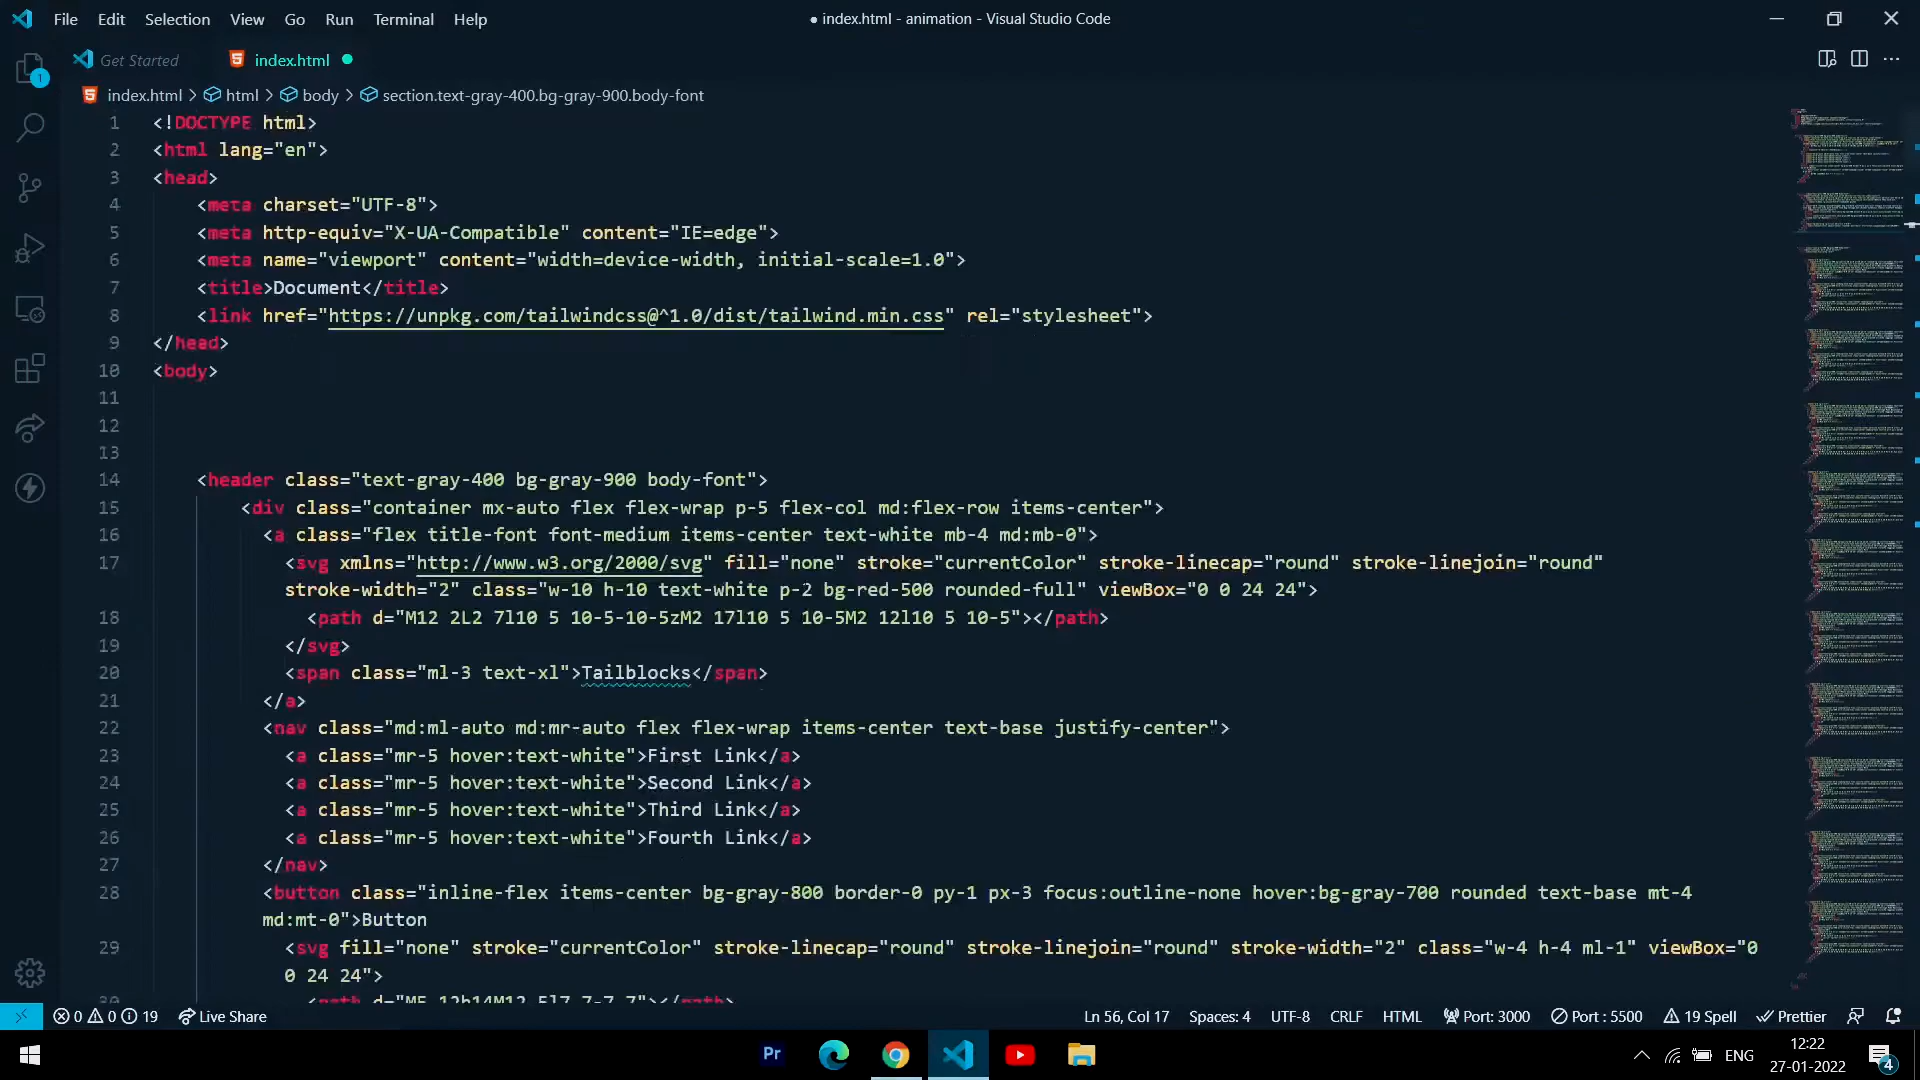 File Edit Selection View Go Run Terminal Help
● index.html - animation - Visual Studio Code
Get Started
index.html
index.html > html > body > section.text-gray-400.bg-gray-900.body-font
1
1 <!DOCTYPE html>
2 <html lang="en">
3 <head>
4 <meta charset="UTF-8">
5 <meta http-equiv="X-UA-Compatible" content="IE=edge">
6 <meta name="viewport" content="width=device-width, initial-scale=1.0">
7 <title>Document</title>
8 <link href="https://unpkg.com/tailwindcss@^1.0/dist/tailwind.min.css" rel="stylesheet">
9 </head>
10 <body>
11
12
13
14 <header class="text-gray-400 bg-gray-900 body-font">
15 <div class="container mx-auto flex flex-wrap p-5 flex-col md:flex-row items-center">
16 <a class="flex title-font font-medium items-center text-white mb-4 md:mb-0">
17 <svg xmlns="http://www.w3.org/2000/svg" fill="none" stroke="currentColor" stroke-linecap="round" stroke-linejoin="round"
stroke-width="2" class="w-10 h-10 text-white p-2 bg-red-500 rounded-full" viewBox="0 0 24 24">
18 <path d="M12 2L2 7l10 5 10-5-10-5zM2 17l10 5 10-5M2 12l10 5 10-5"></path>
19 </svg>
20 <span class="ml-3 text-xl">Tailblocks</span>
21 </a>
22 <nav class="md:ml-auto md:mr-auto flex flex-wrap items-center text-base justify-center">
23 <a class="mr-5 hover:text-white">First Link</a>
24 <a class="mr-5 hover:text-white">Second Link</a>
25 <a class="mr-5 hover:text-white">Third Link</a>
26 <a class="mr-5 hover:text-white">Fourth Link</a>
27 </nav>
28 <button class="inline-flex items-center bg-gray-800 border-0 py-1 px-3 focus:outline-none hover:bg-gray-700 rounded text-base mt-4
md:mt-0">Button
29 <svg fill="none" stroke="currentColor" stroke-linecap="round" stroke-linejoin="round" stroke-width="2" class="w-4 h-4 ml-1" viewBox="0
0 24 24">
30 <path d="M5 12h14M12 5l7 7-7 7"></path>
0 0 19 Live Share
Ln 56, Col 17 Spaces: 4 UTF-8 CRLF HTML Port: 3000 Port : 5500 19 Spell Prettier
Pr
ENG
12:22
27-01-2022
4